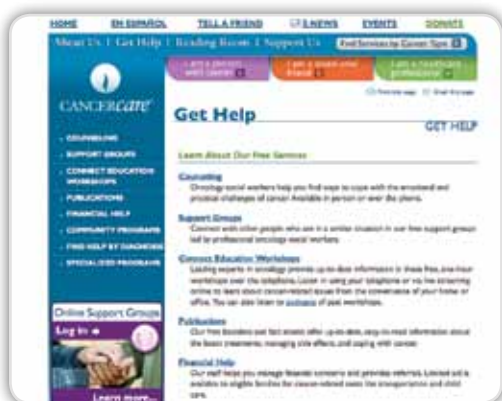 HOME EN ESPAÑOL TELL A FRIEND E-NEWS EVENTS DONATE
About Us | Get Help | Reading Room | Support Us Find Services by Cancer Type
I am a person with cancer
I am a healthcare professional
Print this page Email this page
CANCERcare
Get Help
GET HELP
COUNSELING
SUPPORT GROUPS
CONNECT EDUCATION
WORKSHOPS
PUBLICATIONS
FINANCIAL HELP
COMMUNITY PROGRAMS
FIND HELP BY DIAGNOSIS
SPECIALIZED PROGRAMS
Online Support Groups
Log in
Learn more...
Learn About Our Free Services
Counseling
Oncology social workers help you find ways to cope with the emotional and
practical challenges of cancer. Available in person or over the phone.
Support Groups
Connect with other people who are in a similar situation in our free support groups
led by professional oncology social workers.
Connect Education Workshops
Leading experts in oncology provide up-to-date information in these free, one-hour
workshops over the telephone. Listen in using your telephone or via live streaming
online to learn about cancer-related issues from the convenience of your home or
office. You can also listen to of past workshops.
Publications
Our free booklets and fact sheets offer up-to-date, easy-to-read information about
the latest treatments, managing side effects, and coping with cancer.
Financial Help
Our staff helps you manage financial concerns and provides referrals. Limited aid is
available to eligible families for cancer-related costs like transportation and child
care.